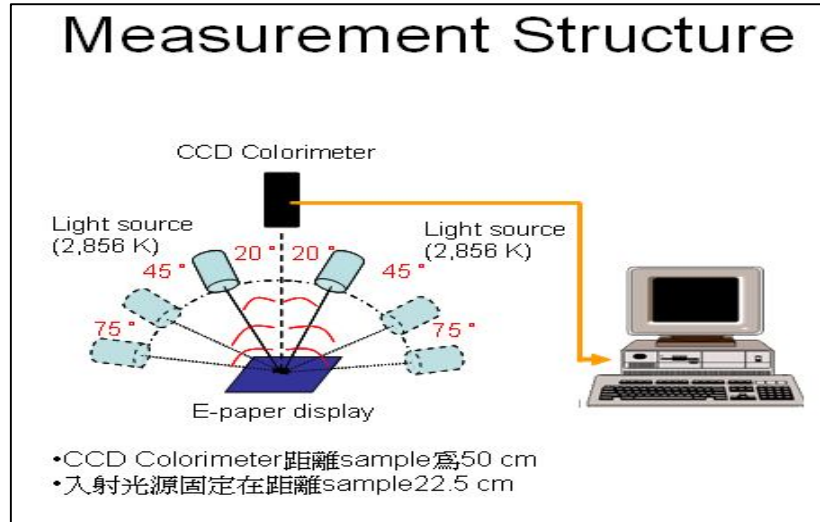 Measurement Structure
CCD Colorimeter
Light source
(2,856 K)
Light source
(2,856 K)
20° 20°
45° 45°
75° 75°
E-paper display
•CCD Colorimeter距離sample爲50 cm
•入射光源固定在距離sample22.5 cm